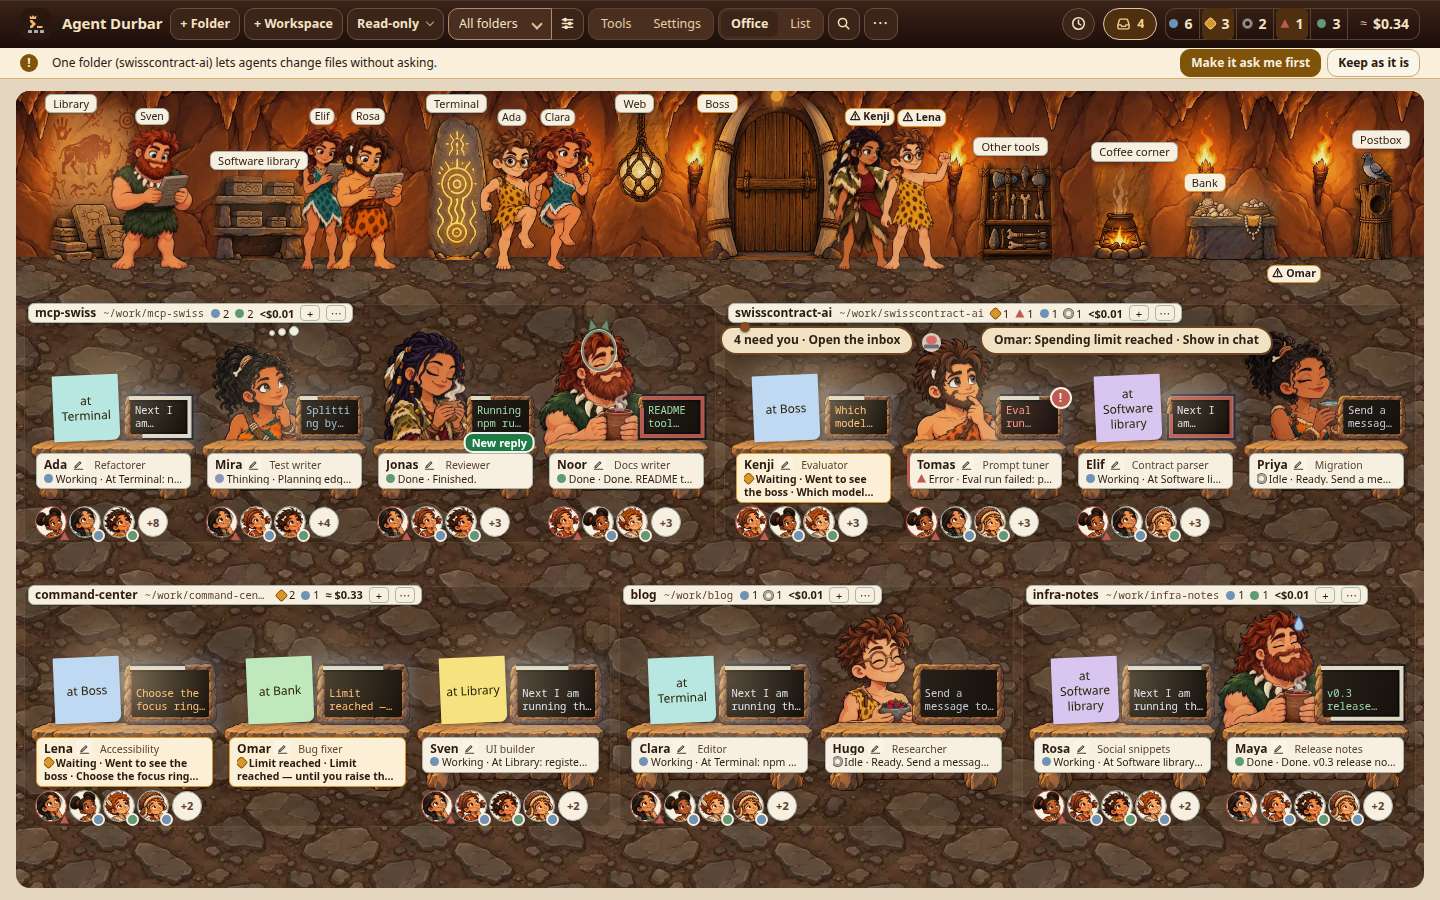 Agent Durbar
+ Folder
+ Workspace
Read-only
All folders
Tools
Settings
Office
List
4
6
3
2
1
3
≈ $0.34
! One folder (swisscontract-ai) lets agents change files without asking.
Make it ask me first
Keep as it is
Library
Sven
Software library
Elif
Rosa
Terminal
Ada
Clara
Web
Boss
⚠ Kenji
⚠ Lena
Other tools
Coffee corner
Bank
Postbox
⚠ Omar
mcp-swiss ~/work/mcp-swiss 2 2 <$0.01 + ···
swisscontract-ai ~/work/swisscontract-ai 1 1 1 1 <$0.01 + ···
4 need you · Open the inbox
Omar: Spending limit reached · Show in chat
at
Terminal
Next I
am…
Splitti
ng by…
Running
npm ru…
New reply
README
tool…
at Boss
Which
model…
Eval
run…
!
at
Software
library
Next I
am…
Send a
messag…
Ada Refactorer
Working · At Terminal: n…
Mira Test writer
Thinking · Planning edg…
Jonas Reviewer
Done · Finished.
Noor Docs writer
Done · Done. README t…
Kenji Evaluator
Waiting · Went to see
the boss · Which model…
Tomas Prompt tuner
Error · Eval run failed: p…
Elif Contract parser
Working · At Software li…
Priya Migration
Idle · Ready. Send a me…
+8
+4
+3
+3
+3
+3
+3
command-center ~/work/command-cen… 2 1 ≈ $0.33 + ···
blog ~/work/blog 1 1 <$0.01 + ···
infra-notes ~/work/infra-notes 1 1 <$0.01 + ···
at Boss
Choose the
focus ring…
at Bank
Limit
reached —…
at Library
Next I am
running th…
at
Terminal
Next I am
running th…
Send a
message to…
at
Software
library
Next I am
running th…
v0.3
release…
Lena Accessibility
Waiting · Went to see the
boss · Choose the focus ring…
Omar Bug fixer
Limit reached · Limit
reached — until you raise th…
Sven UI builder
Working · At Library: registe…
Clara Editor
Working · At Terminal: npm …
Hugo Researcher
Idle · Ready. Send a messag…
Rosa Social snippets
Working · At Software library…
Maya Release notes
Done · Done. v0.3 release no…
+2
+2
+2
+2
+2